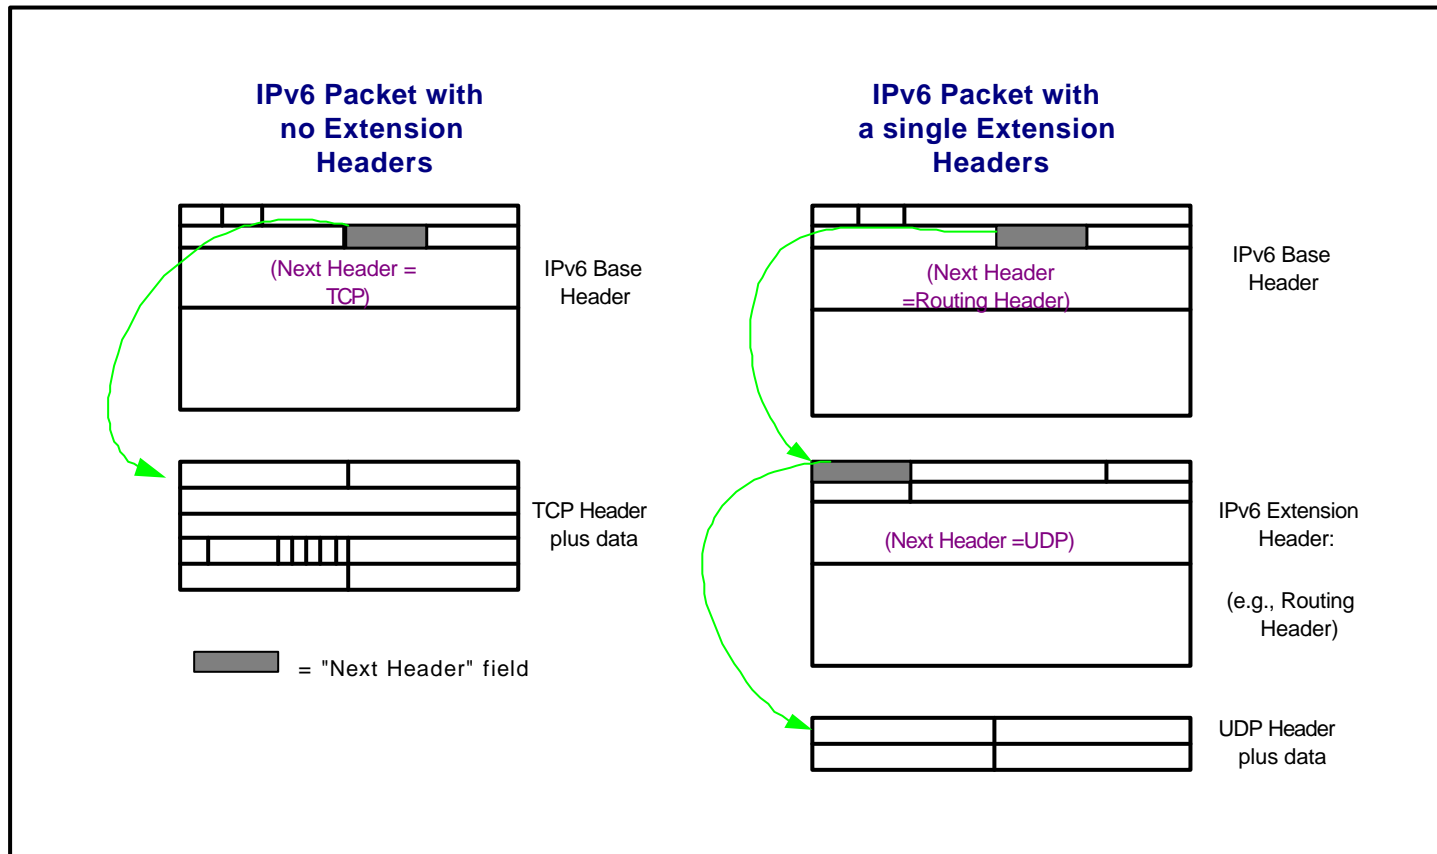 IPv6 Packet with
no Extension
Headers
(Next Header =
TCP)
IPv6 Base
Header
TCP Header
plus data
= "Next Header" field
IPv6 Packet with
a single Extension
Headers
(Next Header
=Routing Header)
IPv6 Base
Header
(Next Header =UDP)
IPv6 Extension
Header:
(e.g., Routing
Header)
UDP Header
plus data